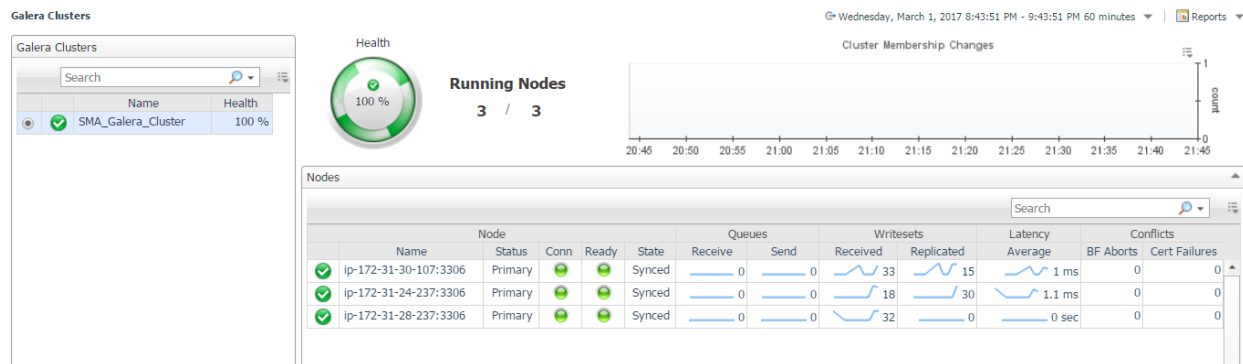 Galera Clusters
Wednesday, March 1, 2017 8:43:51 PM - 9:43:51 PM 60 minutes Reports
Galera Clusters
Search
Name Health
SMA_Galera_Cluster 100 %
Health
100 %
Running Nodes
3 / 3
Cluster Membership Changes
1
count
0
20:45 20:50 20:55 21:00 21:05 21:10 21:15 21:20 21:25 21:30 21:35 21:40 21:45
Nodes
Search
Node Queues Writesets Latency Conflicts
Name Status Conn Ready State Receive Send Received Replicated Average BF Aborts Cert Failures
ip-172-31-30-107:3306 Primary Synced 0 0 33 15 1 ms 0 0
ip-172-31-24-237:3306 Primary Synced 0 0 18 30 1.1 ms 0 0
ip-172-31-28-237:3306 Primary Synced 0 0 32 0 0 sec 0 0